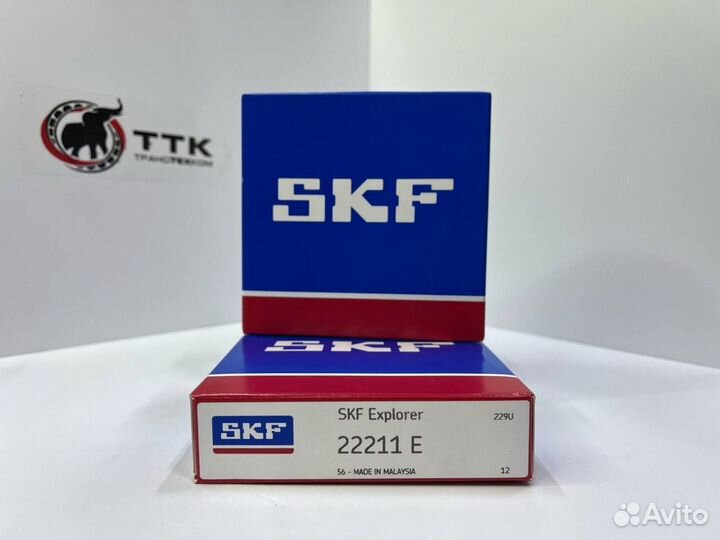 TTK
ТРАНСТЕХКОМ
SKF
SKF
SKF
SKF Explorer
229U
22211 E
56 - MADE IN MALAYSIA
12
Avito